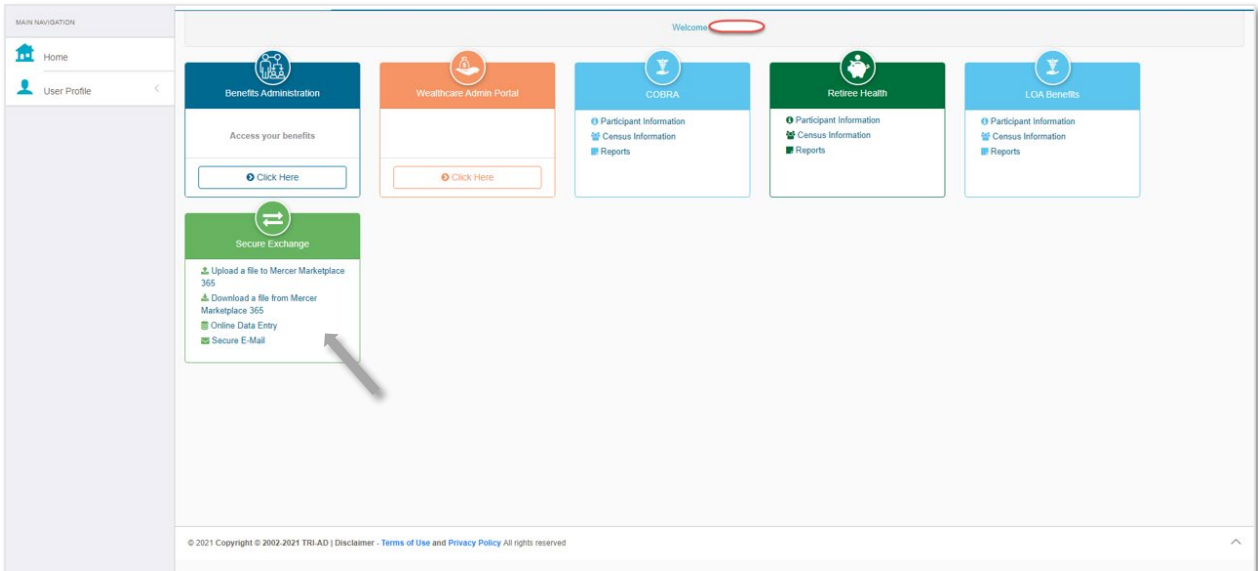 MAIN NAVIGATION
Home
User Profile
Welcome
Benefits Administration
Access your benefits
Click Here
Wealthcare Admin Portal
Click Here
COBRA
Participant Information
Census Information
Reports
Retiree Health
Participant Information
Census Information
Reports
LOA Benefits
Participant Information
Census Information
Reports
Secure Exchange
Upload a file to Mercer Marketplace
365
Download a file from Mercer
Marketplace 365
Online Data Entry
Secure E-Mail
© 2021 Copyright © 2002-2021 TRI-AD | Disclaimer - Terms of Use and Privacy Policy All rights reserved